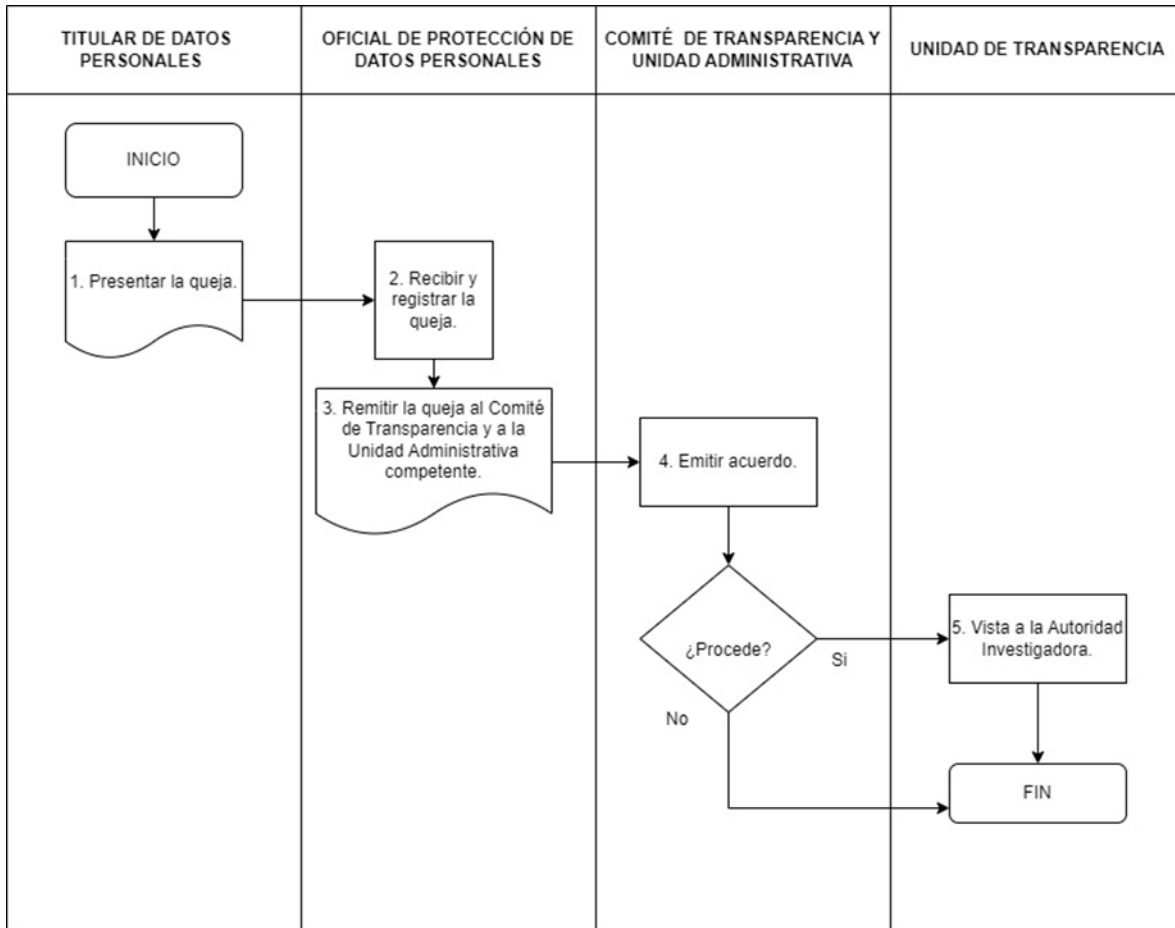 TITULAR DE DATOS
PERSONALES
OFICIAL DE PROTECCIÓN DE
DATOS PERSONALES
COMITÉ DE TRANSPARENCIA Y
UNIDAD ADMINISTRATIVA
UNIDAD DE TRANSPARENCIA
INICIO
1. Presentar la queja.
2. Recibir y
registrar la
queja.
3. Remitir la queja al Comité
de Transparencia y a la
Unidad Administrativa
competente.
4. Emitir acuerdo.
¿Procede?
Si
No
5. Vista a la Autoridad
Investigadora.
FIN